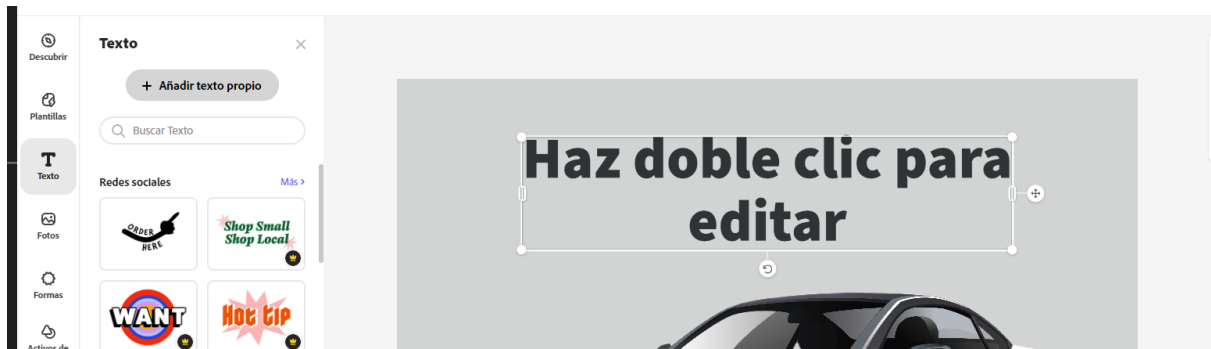 Descubrir
Plantillas
Texto
Fotos
Formas
Activos de
Texto
+ Añadir texto propio
Buscar Texto
Redes sociales
Más >
ORDER
HERE
Shop Small
Shop Local
WANT
Hot tip
Haz doble clic para
editar